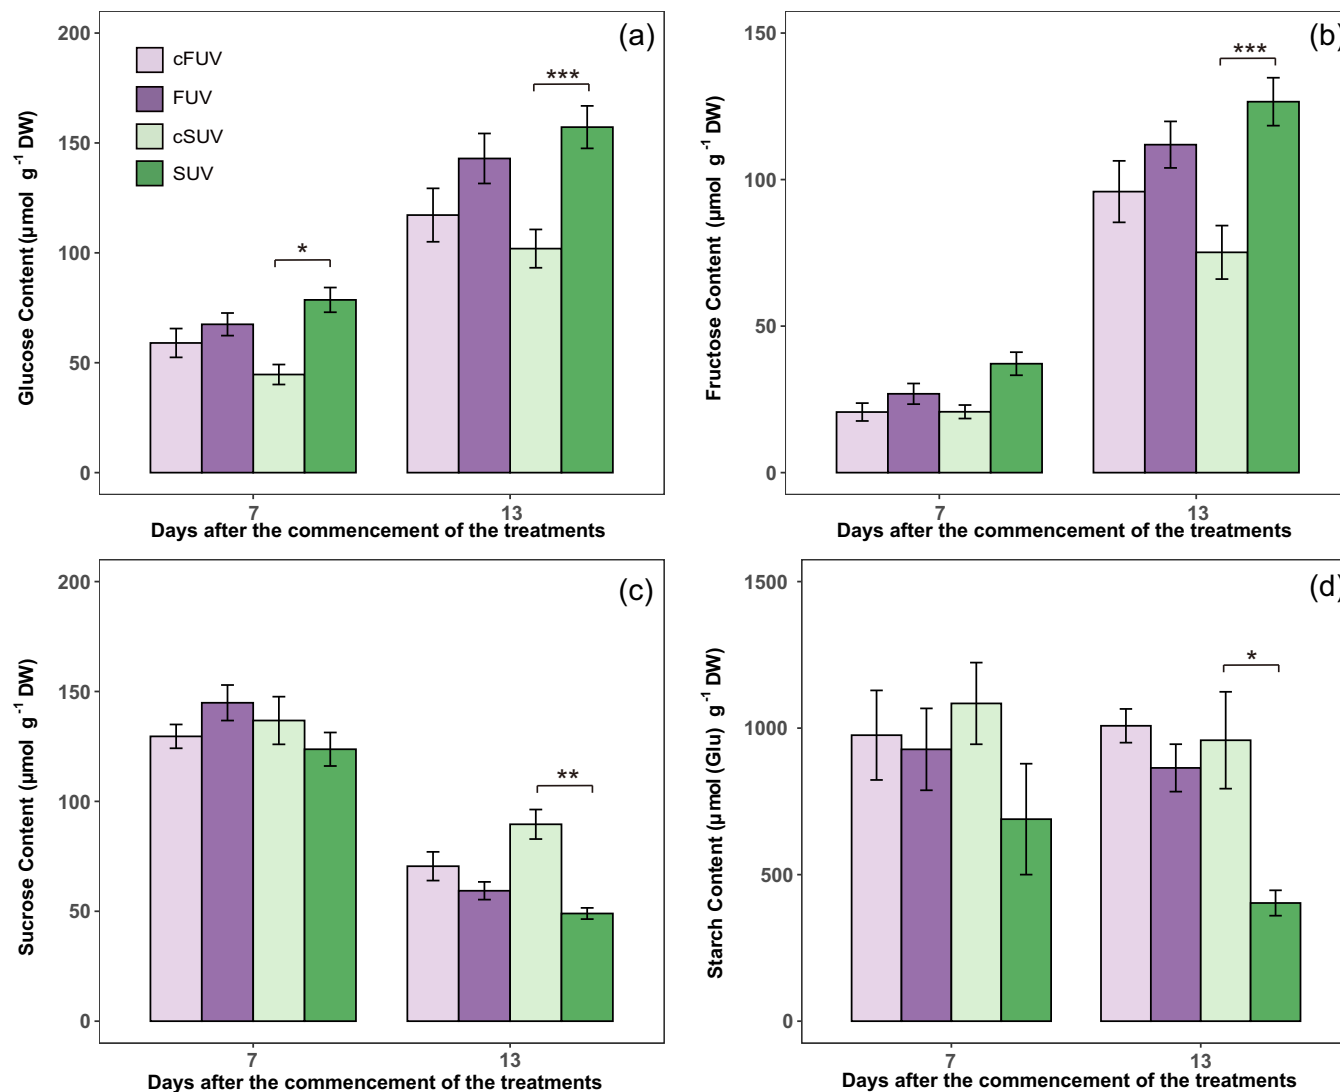 (a)
cFUV
FUV
cSUV
SUV
*
***
200
150
100
50
0
Glucose Content (µmol g⁻¹ DW)
7
13
Days after the commencement of the treatments
(b)
***
150
100
50
0
Fructose Content (µmol g⁻¹ DW)
7
13
Days after the commencement of the treatments
(c)
**
200
150
100
50
0
Sucrose Content (µmol g⁻¹ DW)
7
13
Days after the commencement of the treatments
(d)
*
1500
1000
500
0
Starch Content (µmol (Glu) g⁻¹ DW)
7
13
Days after the commencement of the treatments